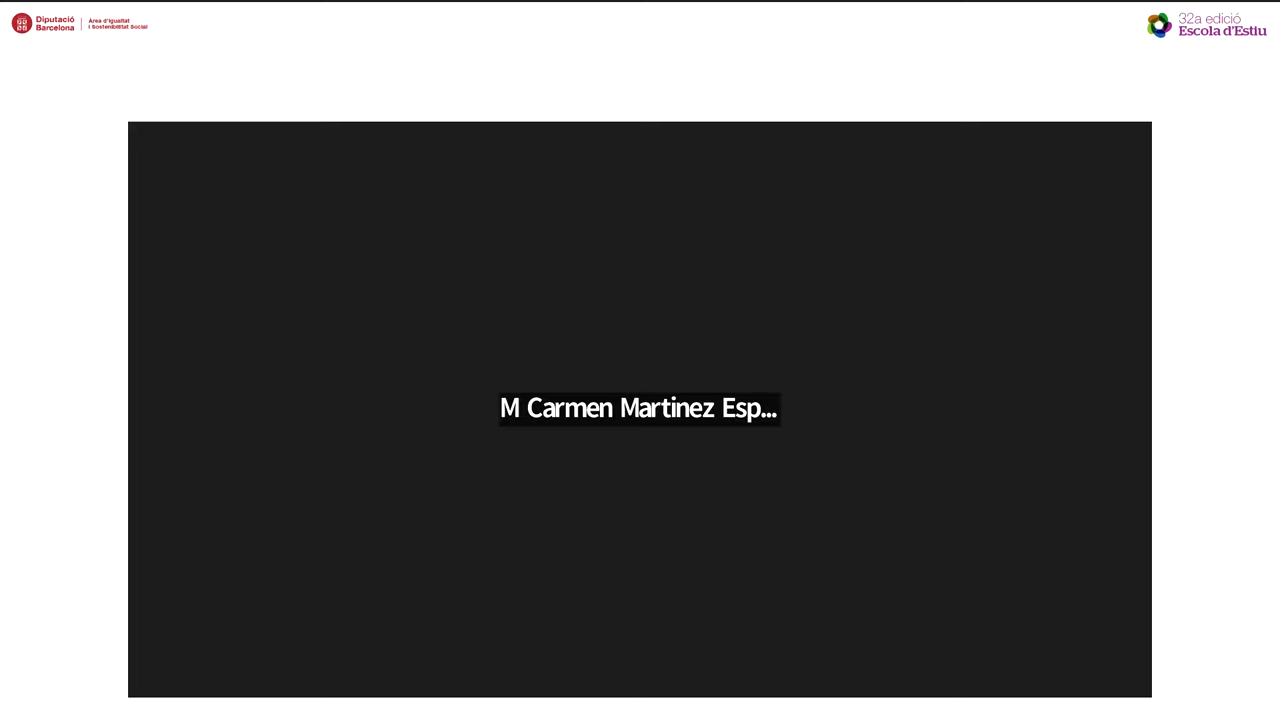 Diputació
Barcelona
Àrea d'Igualtat
i Sostenibilitat Social
32a edició
Escola d'Estiu
M Carmen Martinez Esp...